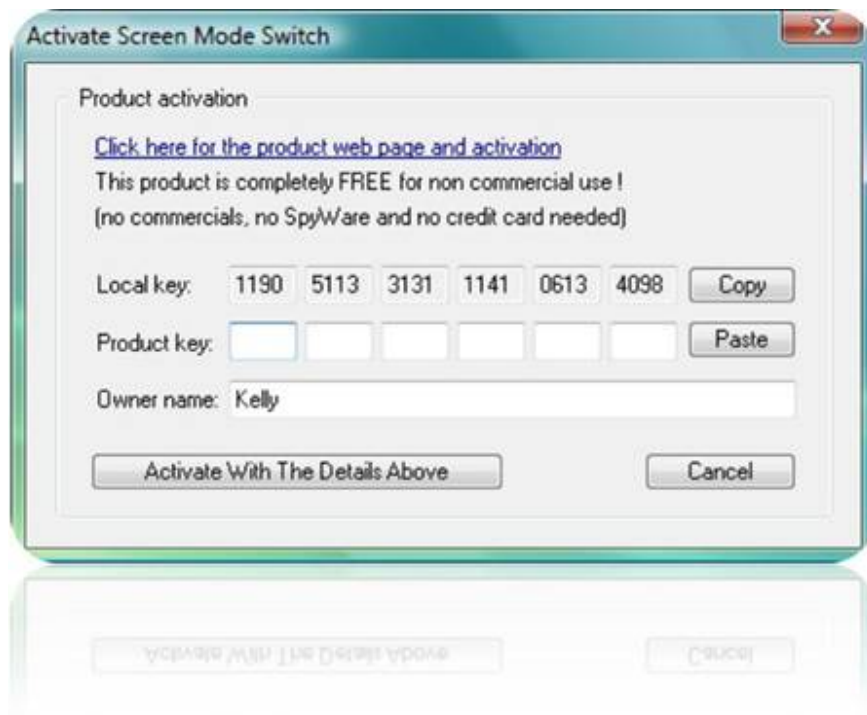 Activate Screen Mode Switch
Product activation
Click here for the product web page and activation
This product is completely FREE for non commercial use !
(no commercials, no SpyWare and no credit card needed)
Local key: 1190 5113 3131 1141 0613 4098 Copy
Product key: Paste
Owner name: Kelly
Activate With The Details Above Cancel